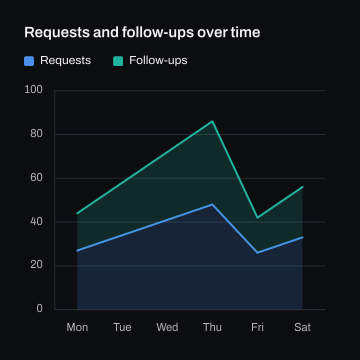 Requests and follow-ups over time
Requests Follow-ups
100
80
60
40
20
0
Mon Tue Wed Thu Fri Sat